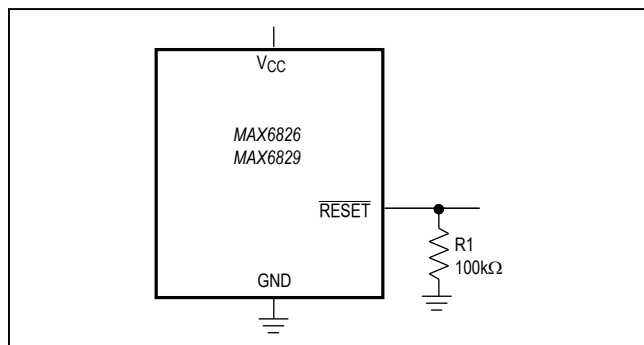 VCC
MAX6826
MAX6829
RESET
R1
100kΩ
GND